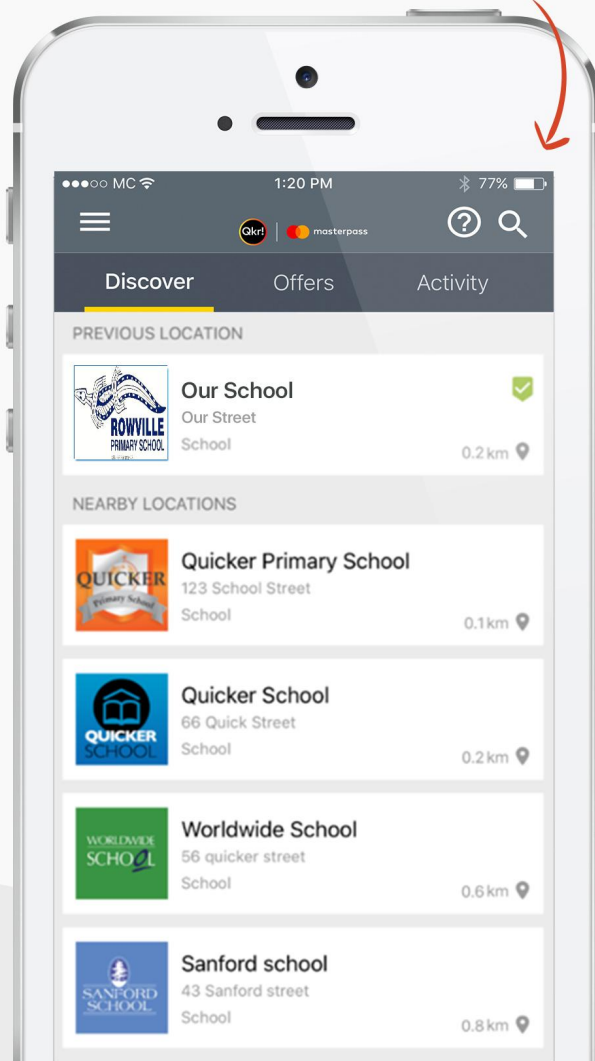 MC
1:20 PM
77%
Qkr!
masterpass
Discover
Offers
Activity
PREVIOUS LOCATION
ROWVILLE
PRIMARY SCHOOL
Our School
Our Street
School
0.2 km
NEARBY LOCATIONS
QUICKER
Primary School
Quicker Primary School
123 School Street
School
0.1 km
QUICKER
SCHOOL
Quicker School
66 Quick Street
School
0.2 km
WORLDWIDE
SCHOOL
Worldwide School
56 quicker street
School
0.6 km
SANFORD
SCHOOL
Sanford school
43 Sanford street
School
0.8 km